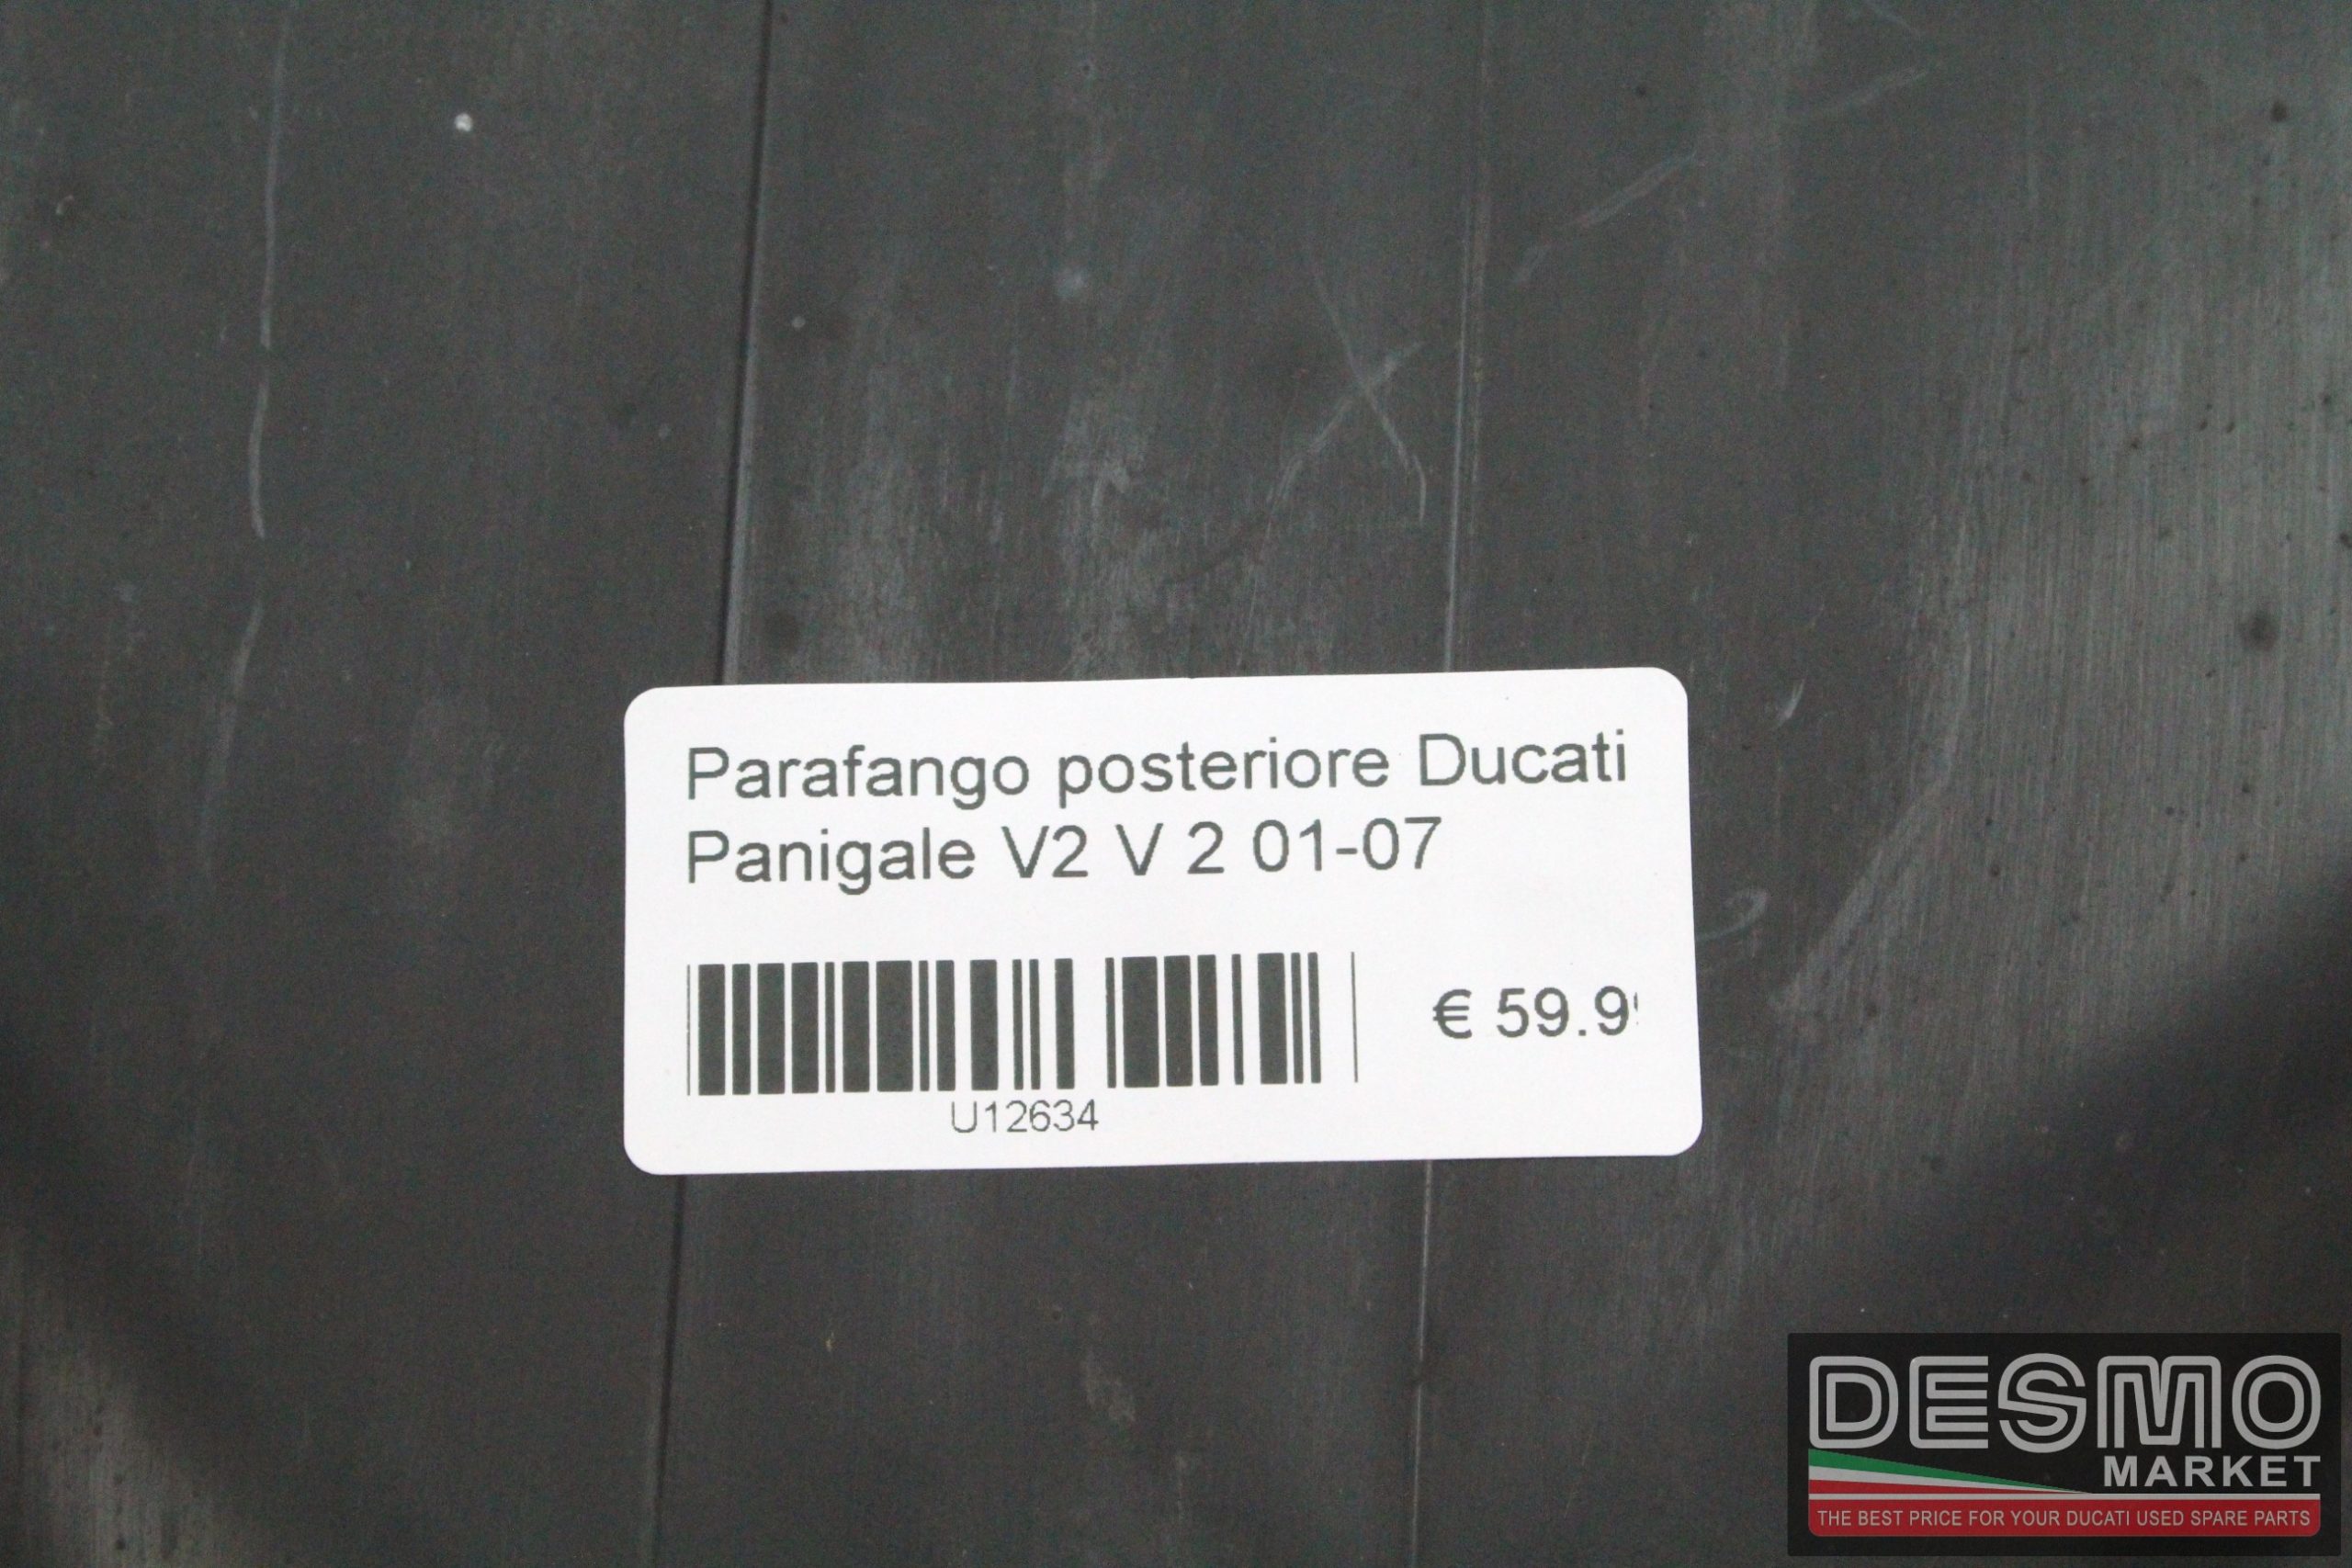 Parafango posteriore Ducati
Panigale V2 V 2 01-07
€ 59.9
U12634
DESMO
MARKET
THE BEST PRICE FOR YOUR DUCATI USED SPARE PARTS